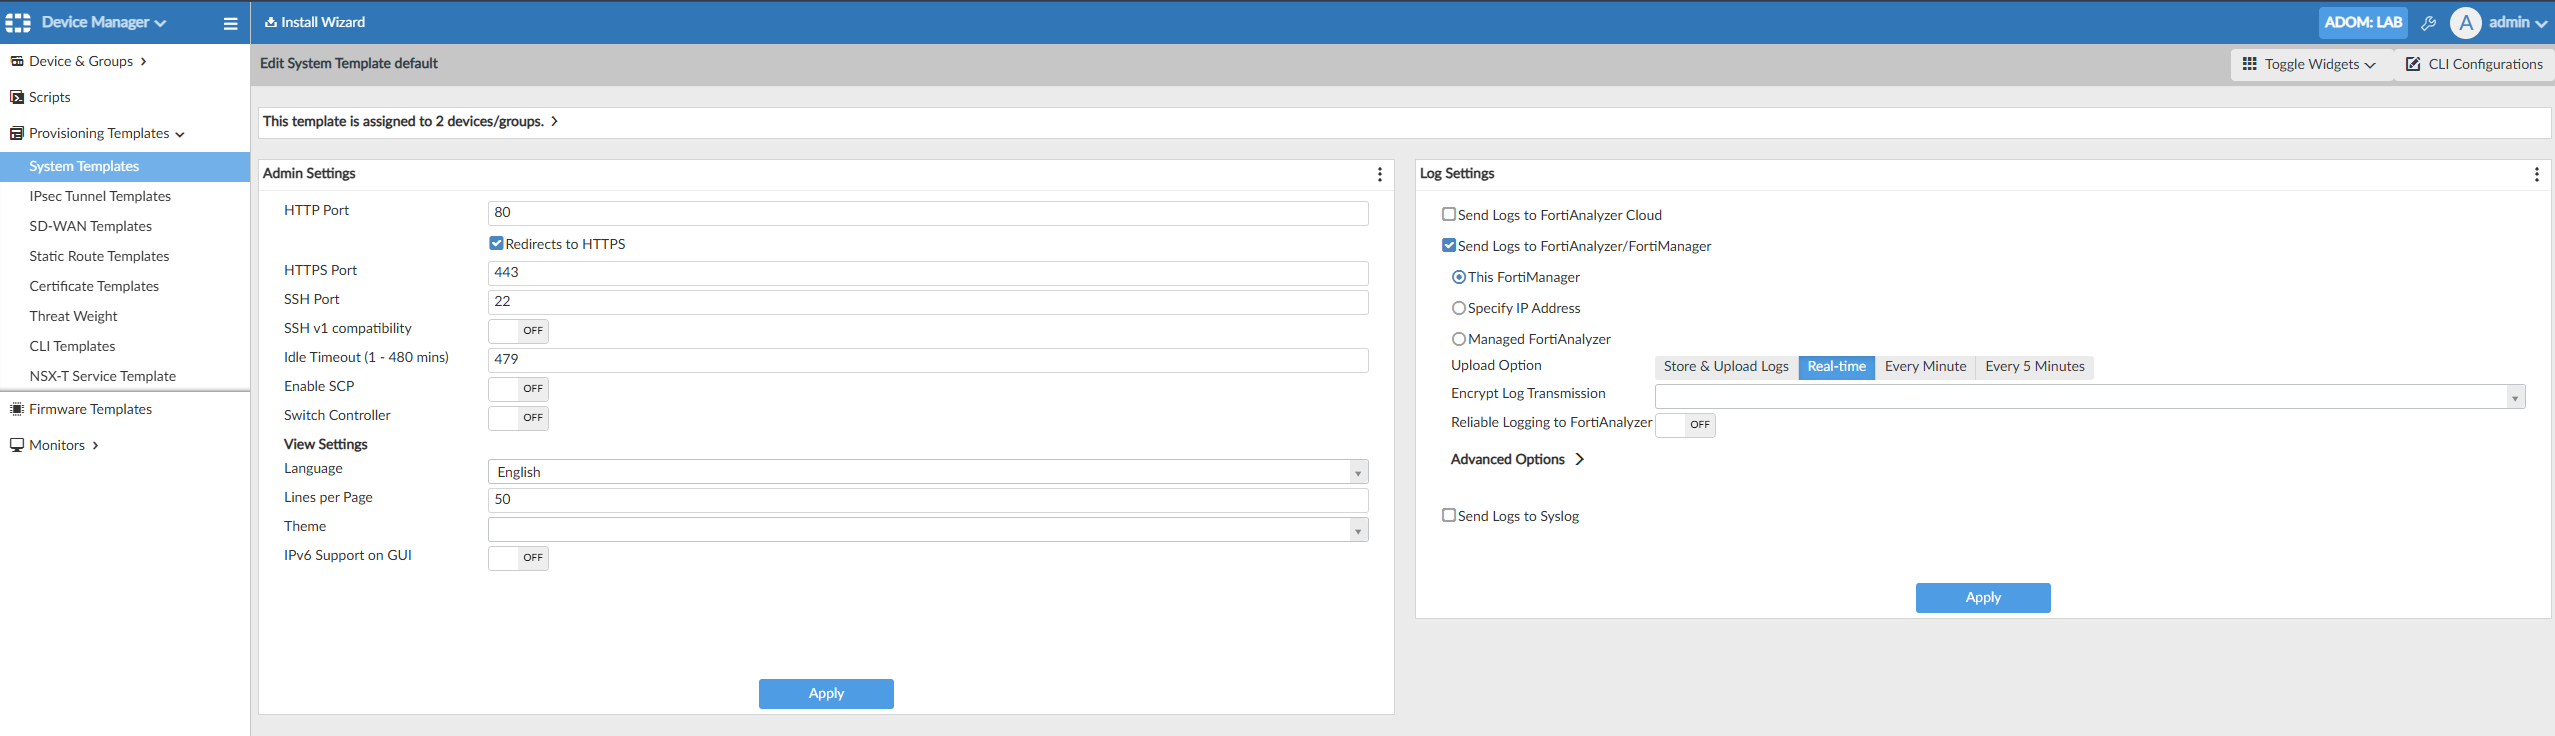 Device Manager
Install Wizard
ADOM: LAB
A
admin
Device & Groups
Scripts
Provisioning Templates
System Templates
IPsec Tunnel Templates
SD-WAN Templates
Static Route Templates
Certificate Templates
Threat Weight
CLI Templates
NSX-T Service Template
Firmware Templates
Monitors
Edit System Template default
Toggle Widgets
CLI Configurations
This template is assigned to 2 devices/groups.
Admin Settings
HTTP Port 80
Redirects to HTTPS
HTTPS Port 443
SSH Port 22
SSH v1 compatibility OFF
Idle Timeout (1 - 480 mins) 479
Enable SCP OFF
Switch Controller OFF
View Settings
Language English
Lines per Page 50
Theme
IPv6 Support on GUI OFF
Apply
Log Settings
Send Logs to FortiAnalyzer Cloud
Send Logs to FortiAnalyzer/FortiManager
This FortiManager
Specify IP Address
Managed FortiAnalyzer
Upload Option Store & Upload Logs Real-time Every Minute Every 5 Minutes
Encrypt Log Transmission
Reliable Logging to FortiAnalyzer OFF
Advanced Options
Send Logs to Syslog
Apply